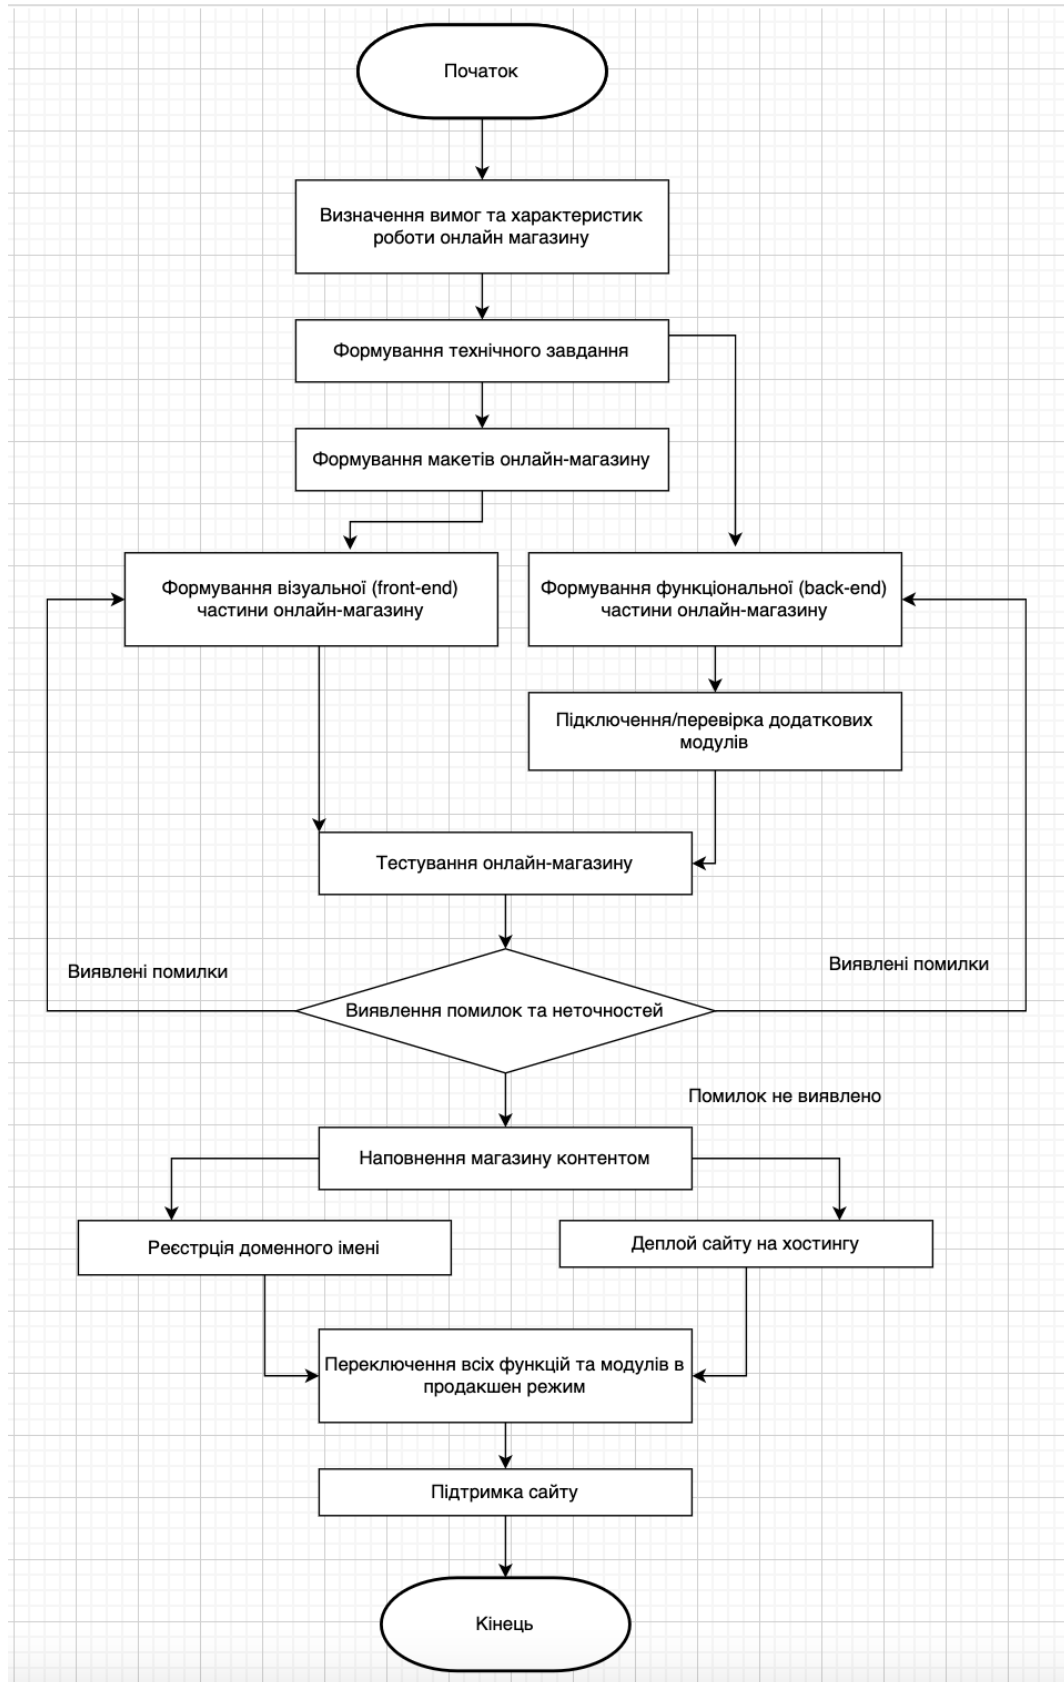 Початок
Визначення вимог та характеристик
роботи онлайн магазину
Формування технічного завдання
Формування макетів онлайн-магазину
Формування візуальної (front-end)
частини онлайн-магазину
Формування функціональної (back-end)
частини онлайн-магазину
Підключення/перевірка додаткових
модулів
Тестування онлайн-магазину
Виявлені помилки
Виявлені помилки
Виявлення помилок та неточностей
Помилок не виявлено
Наповнення магазину контентом
Реєстрція доменного імені
Деплой сайту на хостингу
Переключення всіх функцій та модулів в
продакшен режим
Підтримка сайту
Кінець